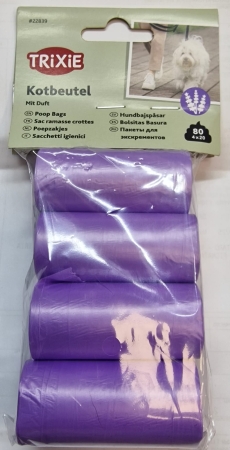 #22839
TRIXIE
Kotbeutel
Mit Duft
Poop Bags
Sac ramasse crottes
Poepzakjes
Sacchetti igienici
Hundbajspåsar
Bolsitas Basura
Пакеты для
экскрементов
80
4 x 20